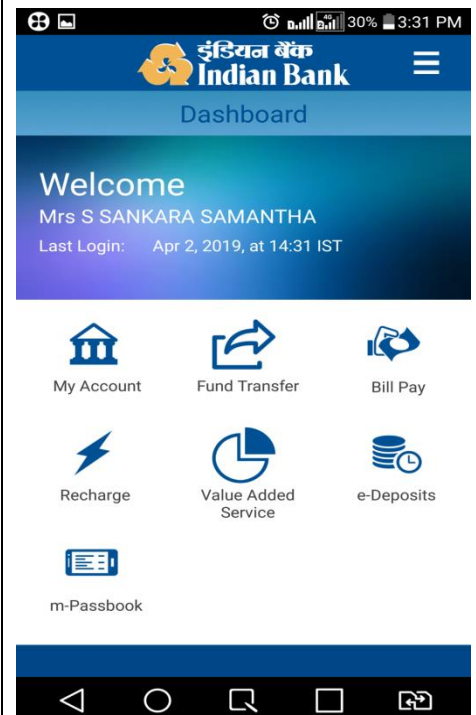 30% 3:31 PM
इंडियन बैंक
Indian Bank
Dashboard
Welcome
Mrs S SANKARA SAMANTHA
Last Login: Apr 2, 2019, at 14:31 IST
My Account
Fund Transfer
Bill Pay
Recharge
Value Added
Service
e-Deposits
m-Passbook